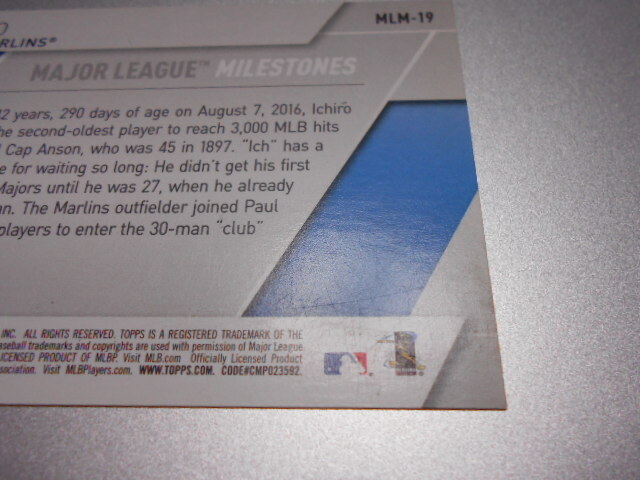 MLM-19
RLINS®
MAJOR LEAGUE™ MILESTONES
2 years, 290 days of age on August 7, 2016, Ichiro
he second-oldest player to reach 3,000 MLB hits
Cap Anson, who was 45 in 1897. "Ich" has a
e for waiting so long: He didn't get his first
Majors until he was 27, when he already
n. The Marlins outfielder joined Paul
players to enter the 30-man "club"
INC. ALL RIGHTS RESERVED. TOPPS IS A REGISTERED TRADEMARK OF THE
aseball trademarks and copyrights are used with permission of Major League
ICENSED PRODUCT OF MLBP. Visit MLB.com Officially Licensed Product
sociation. Visit MLBPlayers.com. WWW.TOPPS.COM. CODE#CMP023592.